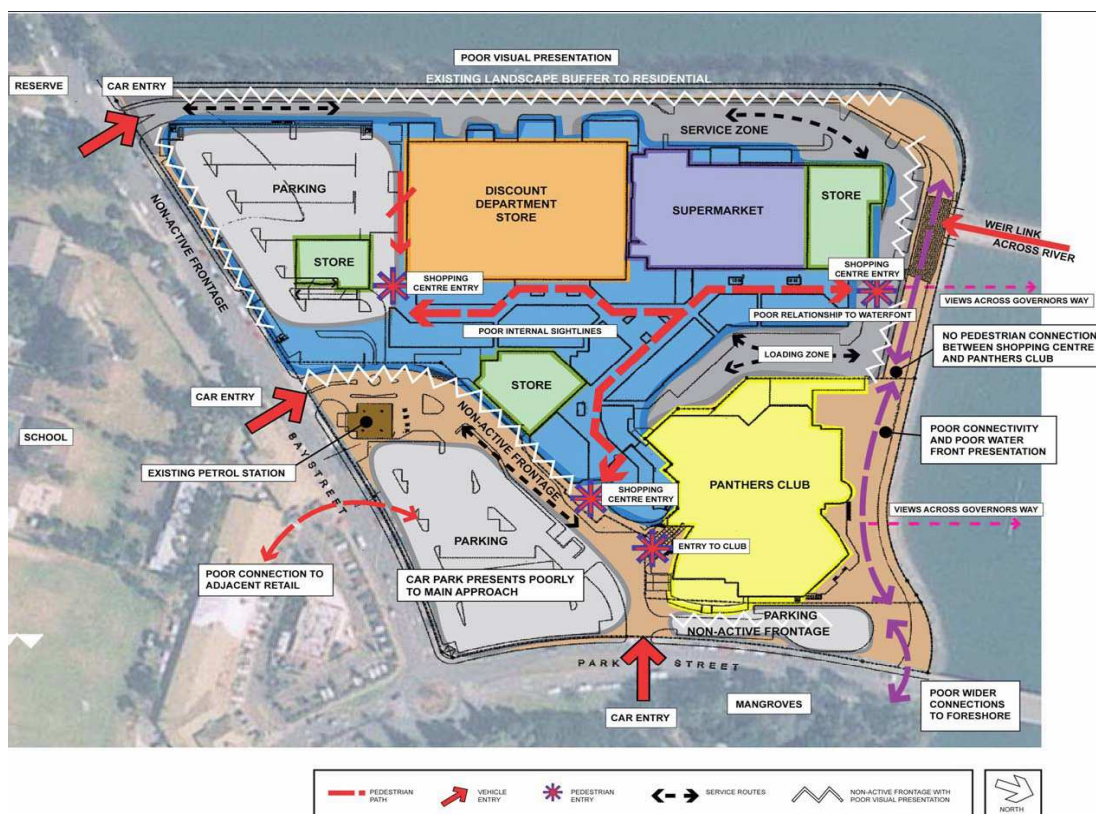 POOR VISUAL PRESENTATION
RESERVE
CAR ENTRY
EXISTING LANDSCAPE BUFFER TO RESIDENTIAL
SERVICE ZONE
PARKING
DISCOUNT
DEPARTMENT
STORE
SUPERMARKET
STORE
NON-ACTIVE FRONTAGE
STORE
SHOPPING
CENTRE ENTRY
SHOPPING
CENTRE ENTRY
WEIR LINK
ACROSS RIVER
VIEWS ACROSS GOVERNORS WAY
POOR INTERNAL SIGHTLINES
POOR RELATIONSHIP TO WATERFONT
NO PEDESTRIAN CONNECTION
BETWEEN SHOPPING CENTRE
AND PANTHERS CLUB
LOADING ZONE
STORE
CAR ENTRY
NON-ACTIVE FRONTAGE
SCHOOL
BAY STREET
EXISTING PETROL STATION
POOR CONNECTIVITY
AND POOR WATER
FRONT PRESENTATION
PANTHERS CLUB
SHOPPING
CENTRE ENTRY
VIEWS ACROSS GOVERNORS WAY
PARKING
ENTRY TO CLUB
POOR CONNECTION TO
ADJACENT RETAIL
CAR PARK PRESENTS POORLY
TO MAIN APPROACH
PARKING
NON-ACTIVE FRONTAGE
PARK STREET
CAR ENTRY
MANGROVES
POOR WIDER
CONNECTIONS
TO FORESHORE
PEDESTRIAN
PATH
VEHICLE
ENTRY
PEDESTRIAN
ENTRY
SERVICE ROUTES
NON-ACTIVE FRONTAGE WITH
POOR VISUAL PRESENTATION
NORTH